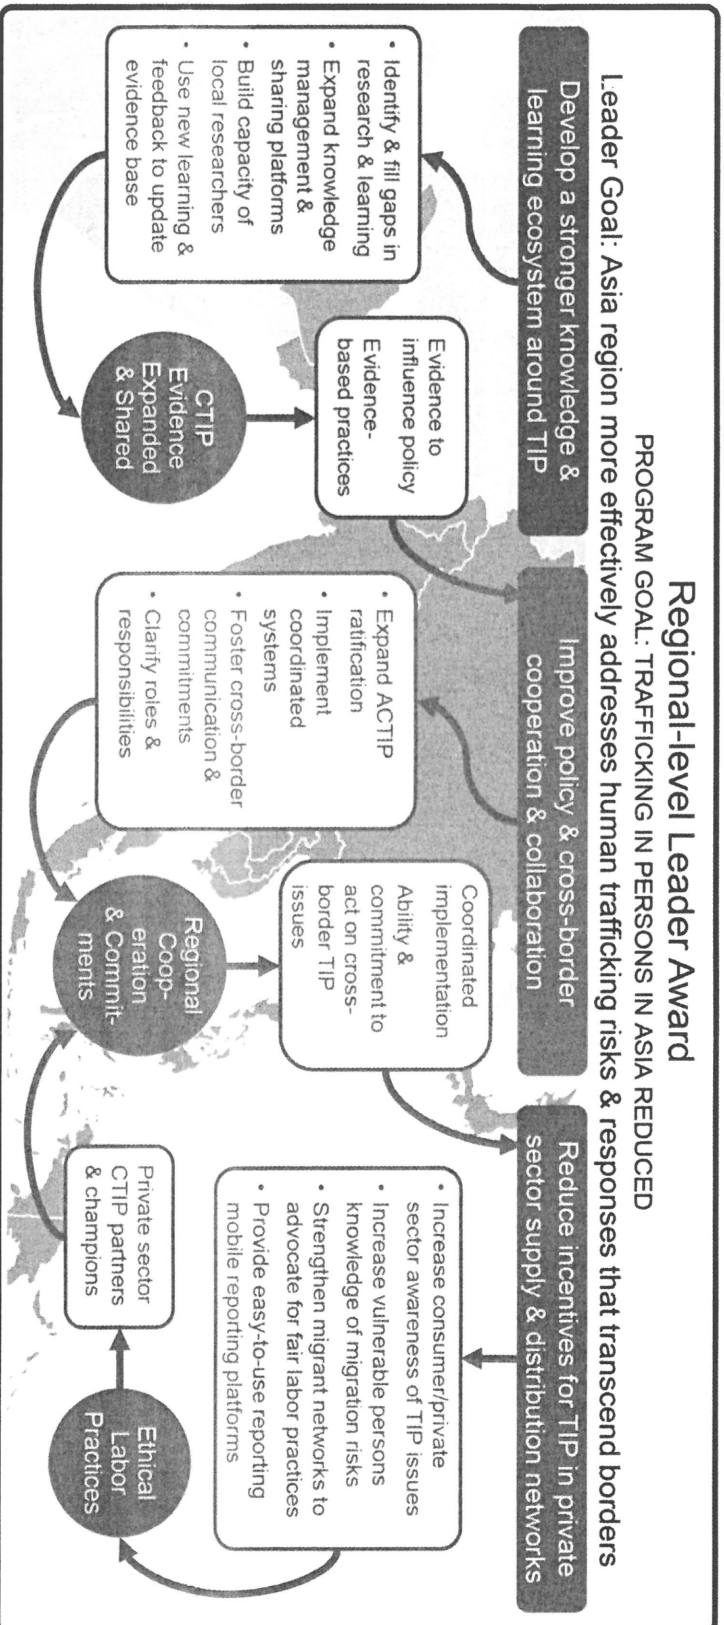 Regional-level Leader Award
PROGRAM GOAL: TRAFFICKING IN PERSONS IN ASIA REDUCED
Leader Goal: Asia region more effectively addresses human trafficking risks & responses that transcend borders
Develop a stronger knowledge &
learning ecosystem around TIP
• Identify & fill gaps in
research & learning
• Expand knowledge
management &
sharing platforms
• Build capacity of
local researchers
• Use new learning &
feedback to update
evidence base
CTIP
Evidence
Expanded
& Shared
Evidence to
influence policy
Evidence-
based practices
Improve policy & cross-border
cooperation & collaboration
• Expand ACTIP
ratification
• Implement
coordinated
systems
• Foster cross-border
communication &
commitments
• Clarify roles &
responsibilities
Regional
Coop-
eration
& Commit-
ments
Coordinated
implementation
Ability &
commitment to
act on cross-
border TIP
issues
Reduce incentives for TIP in private
sector supply & distribution networks
• Increase consumer/private
sector awareness of TIP issues
• Increase vulnerable persons
knowledge of migration risks
• Strengthen migrant networks to
advocate for fair labor practices
• Provide easy-to-use reporting
mobile reporting platforms
Ethical
Labor
Practices
Private sector
CTIP partners
& champions